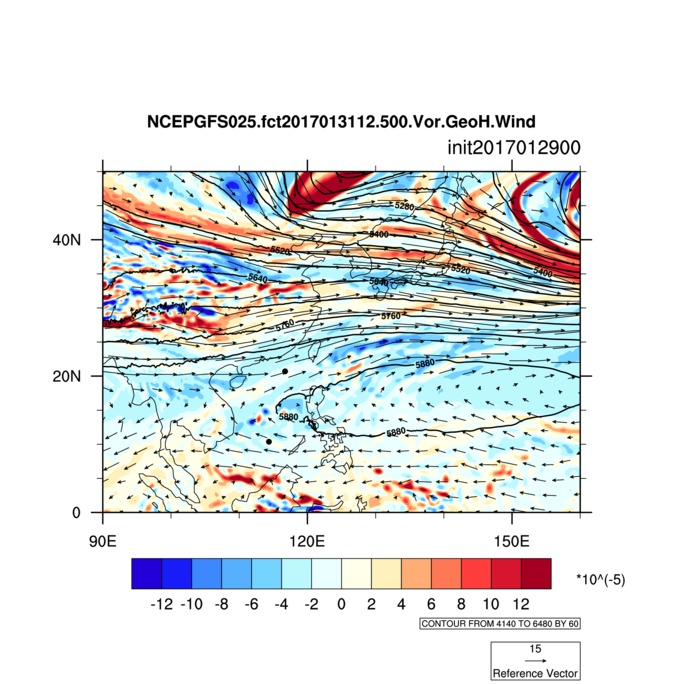 NCEPGFS025.fct2017013112.500.Vor.GeoH.Wind
init2017012900
5280
5400
5520
5520
5400
5640
5640
5760
5760
5880
5880
5880
40N
20N
0
90E 120E 150E
-12 -10 -8 -6 -4 -2 0 2 4 6 8 10 12
*10^(-5)
CONTOUR FROM 4140 TO 6480 BY 60
15
Reference Vector